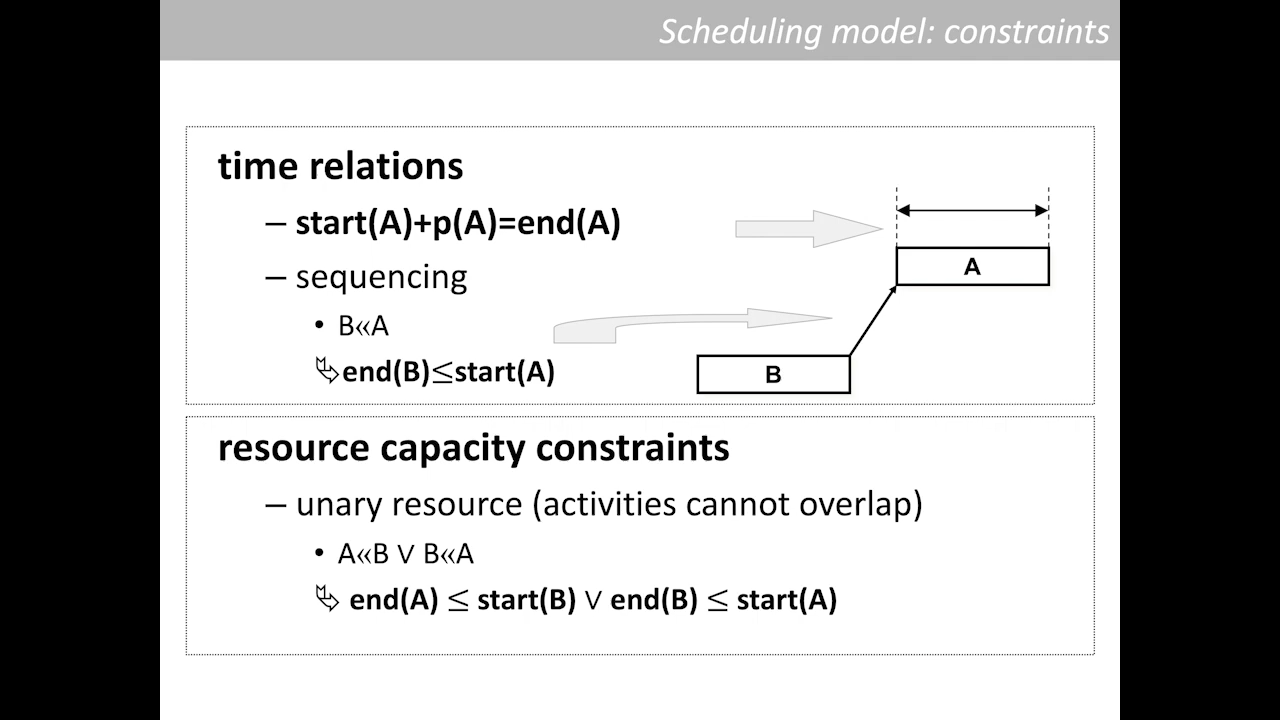 Scheduling model: constraints
time relations
– start(A)+p(A)=end(A)
– sequencing
• B«A
↳end(B)≤start(A)
A
B
resource capacity constraints
– unary resource (activities cannot overlap)
• A«B ∨ B«A
↳ end(A) ≤ start(B) ∨ end(B) ≤ start(A)